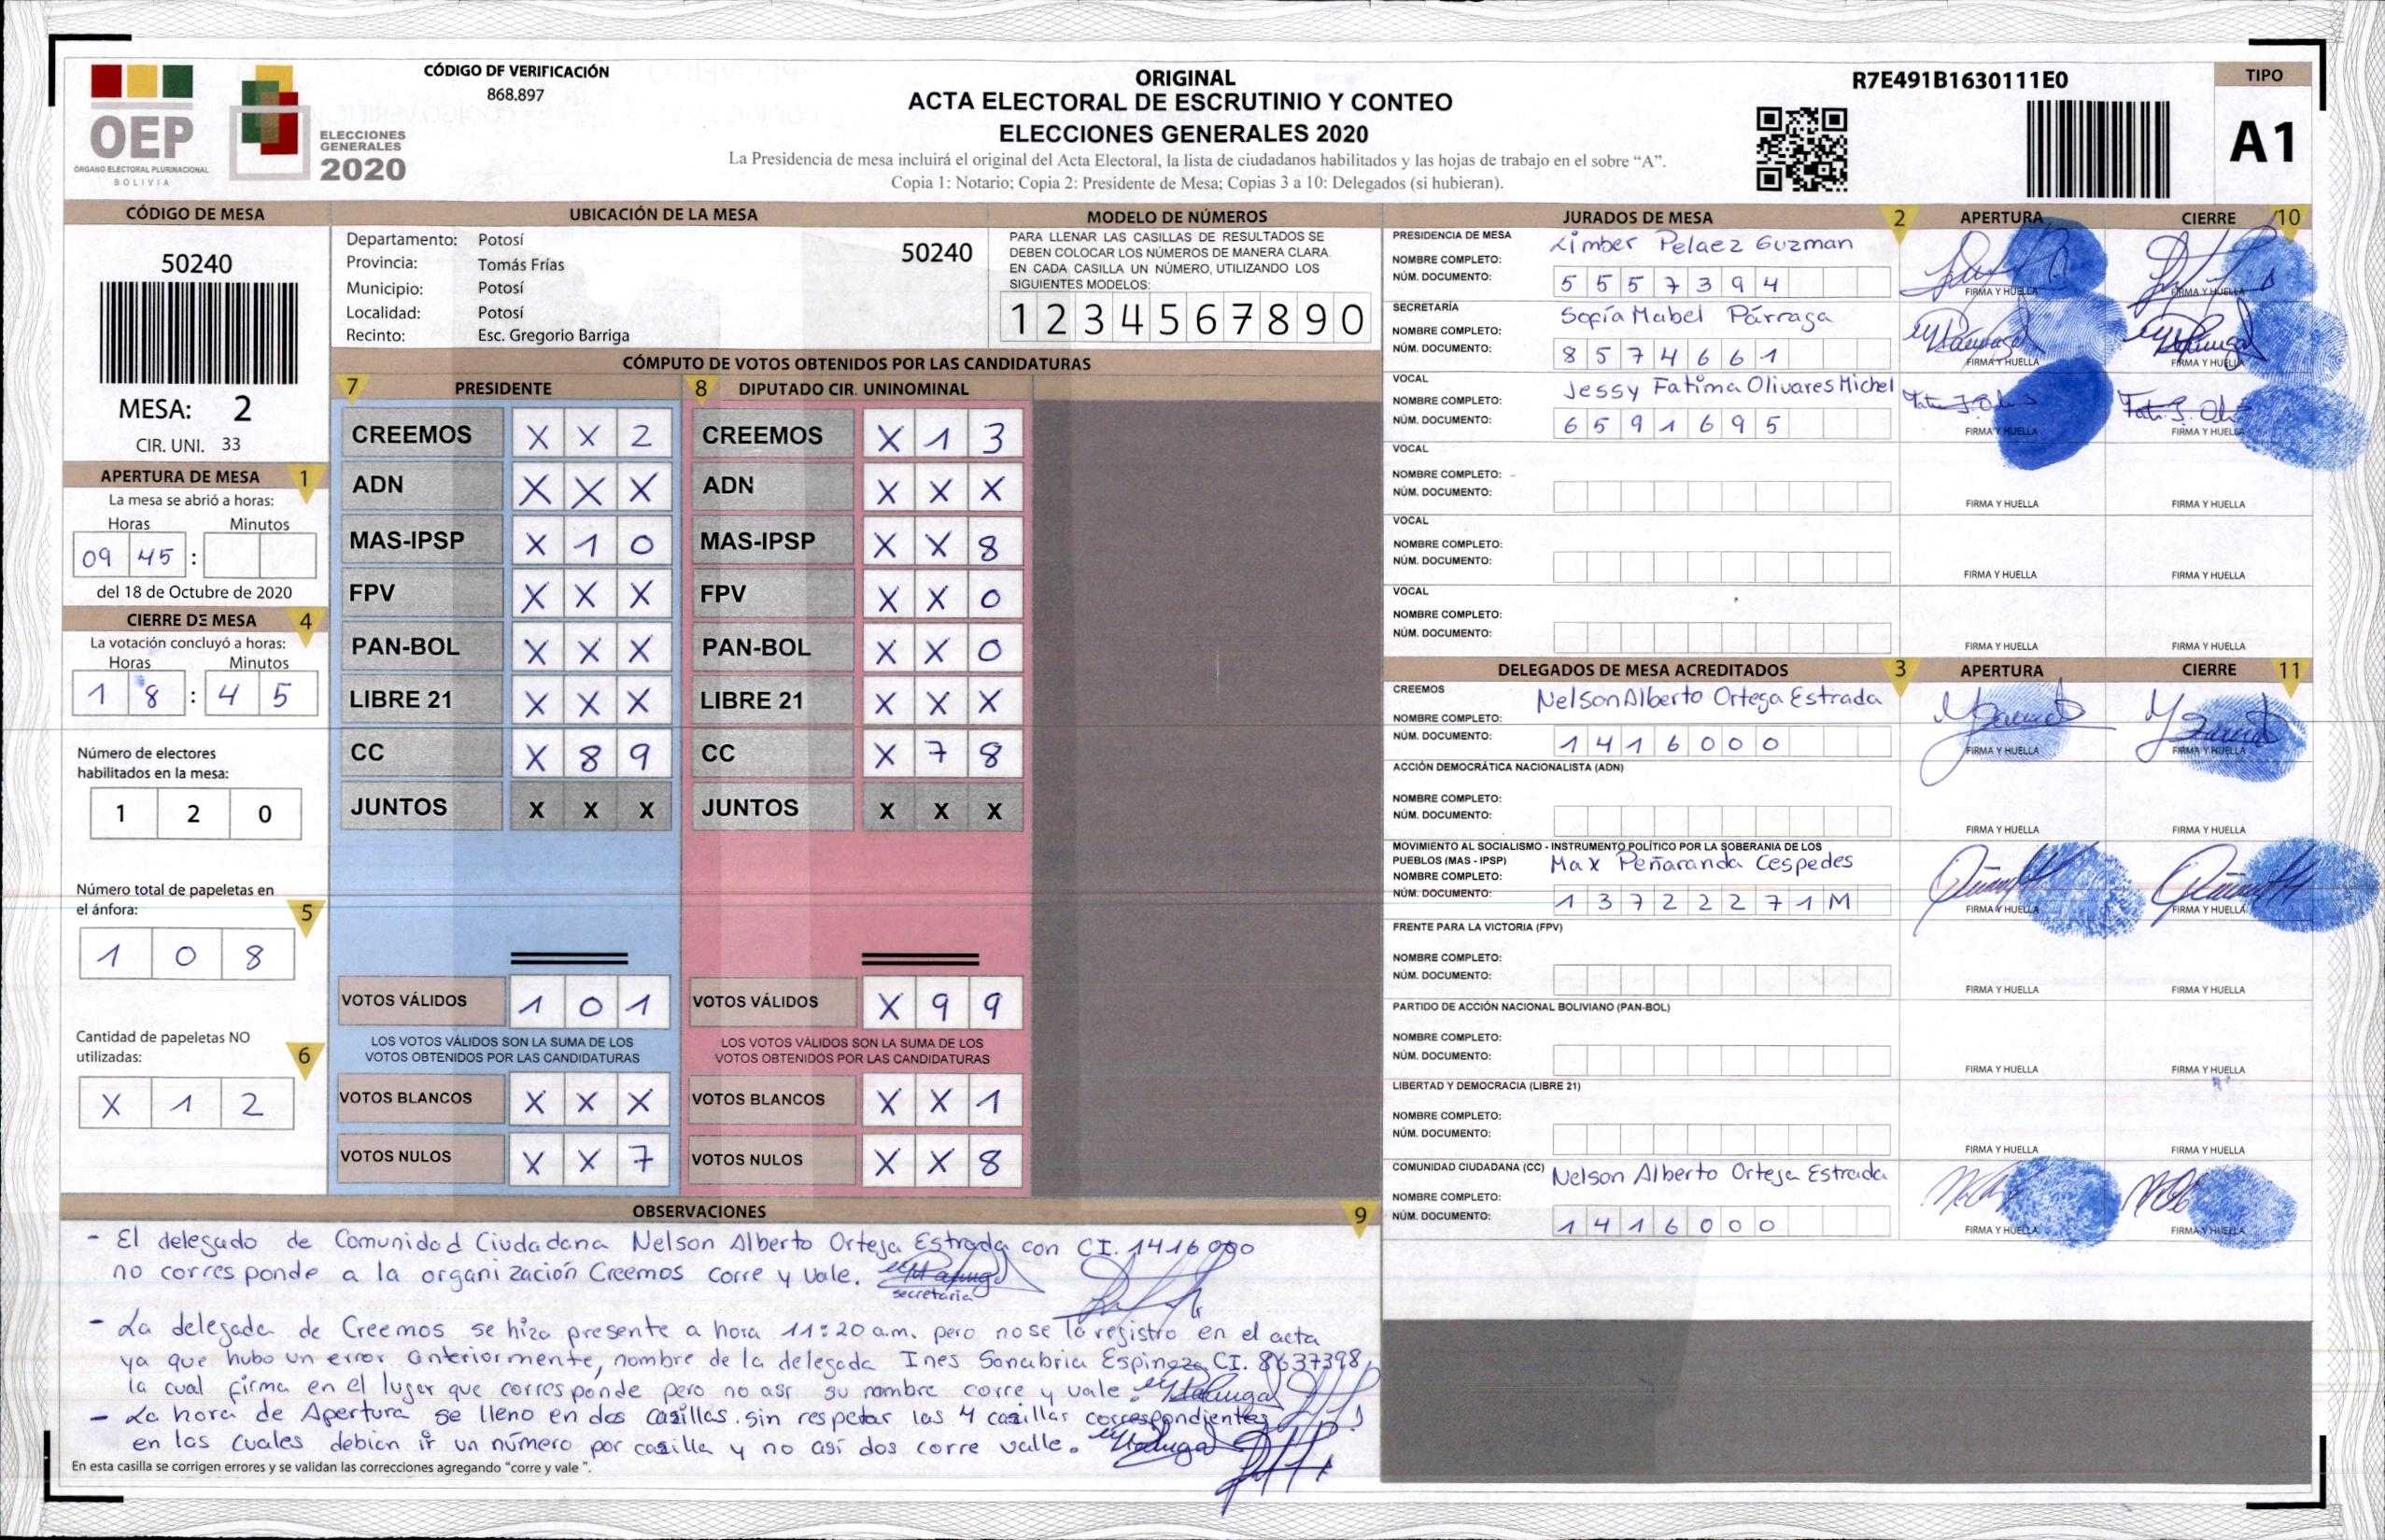 CÓDIGO DE VERIFICACIÓN
868.897
OEP
ÓRGANO ELECTORAL PLURINACIONAL
BOLIVIA
ELECCIONES
GENERALES
2020
ORIGINAL
ACTA ELECTORAL DE ESCRUTINIO Y CONTEO
ELECCIONES GENERALES 2020
La Presidencia de mesa incluirá el original del Acta Electoral, la lista de ciudadanos habilitados y las hojas de trabajo en el sobre “A”.
Copia 1: Notario; Copia 2: Presidente de Mesa; Copias 3 a 10: Delegados (si hubieran).
R7E491B1630111E0
TIPO
A1
CÓDIGO DE MESA
50240
MESA: 2
CIR. UNI. 33
APERTURA DE MESA 1
La mesa se abrió a horas:
Horas Minutos
09 45 :
del 18 de Octubre de 2020
CIERRE DE MESA 4
La votación concluyó a horas:
Horas Minutos
1 8 : 4 5
Número de electores
habilitados en la mesa:
1 2 0
Número total de papeletas en
el ánfora: 5
1 0 8
Cantidad de papeletas NO
utilizadas: 6
X 1 2
UBICACIÓN DE LA MESA
Departamento: Potosí
50240
Provincia: Tomás Frías
Municipio: Potosí
Localidad: Potosí
Recinto: Esc. Gregorio Barriga
MODELO DE NÚMEROS
PARA LLENAR LAS CASILLAS DE RESULTADOS SE
DEBEN COLOCAR LOS NÚMEROS DE MANERA CLARA.
EN CADA CASILLA UN NÚMERO, UTILIZANDO LOS
SIGUIENTES MODELOS:
1 2 3 4 5 6 7 8 9 0
CÓMPUTO DE VOTOS OBTENIDOS POR LAS CANDIDATURAS
7 PRESIDENTE
CREEMOS X X 2
ADN X X X
MAS-IPSP X 1 0
FPV X X X
PAN-BOL X X X
LIBRE 21 X X X
CC X 8 9
JUNTOS X X X
VOTOS VÁLIDOS 1 0 1
LOS VOTOS VÁLIDOS SON LA SUMA DE LOS
VOTOS OBTENIDOS POR LAS CANDIDATURAS
VOTOS BLANCOS X X X
VOTOS NULOS X X 7
8 DIPUTADO CIR. UNINOMINAL
CREEMOS X 1 3
ADN X X X
MAS-IPSP X X 8
FPV X X 0
PAN-BOL X X 0
LIBRE 21 X X X
CC X 7 8
JUNTOS X X X
VOTOS VÁLIDOS X 9 9
LOS VOTOS VÁLIDOS SON LA SUMA DE LOS
VOTOS OBTENIDOS POR LAS CANDIDATURAS
VOTOS BLANCOS X X 1
VOTOS NULOS X X 8
OBSERVACIONES 9
- El delegado de Comunidad Ciudadana Nelson Alberto Orteja Estrada con CI. 1416000
no corresponde a la organización Creemos corre y vale.
secretaria
- La delegada de Creemos se hizo presente a hora 11:20 a.m. pero no se lo registro en el acta
ya que hubo un error anteriormente, nombre de la delegada Ines Sanabria Espinoza CI. 8637398,
la cual firma en el lugar que corresponde pero no asi su nombre corre y vale.
- La hora de Apertura se lleno en dos casillas sin respetar las 4 casillas correspondientes
en los cuales debien ir un número por casilla y no así dos corre valle.
En esta casilla se corrigen errores y se validan las correcciones agregando “corre y vale ”.
JURADOS DE MESA 2 APERTURA CIERRE 10
PRESIDENCIA DE MESA
NOMBRE COMPLETO: Limber Pelaez Guzman
NÚM. DOCUMENTO: 5 5 5 7 3 9 4
FIRMA Y HUELLA FIRMA Y HUELLA
SECRETARÍA
NOMBRE COMPLETO: Sofía Mabel Párraga
NÚM. DOCUMENTO: 8 5 7 4 6 6 1
FIRMA Y HUELLA FIRMA Y HUELLA
VOCAL
NOMBRE COMPLETO: Jessy Fatima Olivares Michel
NÚM. DOCUMENTO: 6 5 9 1 6 9 5
FIRMA Y HUELLA FIRMA Y HUELLA
VOCAL
NOMBRE COMPLETO:
NÚM. DOCUMENTO:
FIRMA Y HUELLA FIRMA Y HUELLA
VOCAL
NOMBRE COMPLETO:
NÚM. DOCUMENTO:
FIRMA Y HUELLA FIRMA Y HUELLA
VOCAL
NOMBRE COMPLETO:
NÚM. DOCUMENTO:
FIRMA Y HUELLA FIRMA Y HUELLA
DELEGADOS DE MESA ACREDITADOS 3 APERTURA CIERRE 11
CREEMOS
NOMBRE COMPLETO: Nelson Alberto Ortega Estrada
NÚM. DOCUMENTO: 1 4 1 6 0 0 0
FIRMA Y HUELLA FIRMA Y HUELLA
ACCIÓN DEMOCRÁTICA NACIONALISTA (ADN)
NOMBRE COMPLETO:
NÚM. DOCUMENTO:
FIRMA Y HUELLA FIRMA Y HUELLA
MOVIMIENTO AL SOCIALISMO - INSTRUMENTO POLÍTICO POR LA SOBERANIA DE LOS
PUEBLOS (MAS - IPSP)
NOMBRE COMPLETO: Max Peñaranda Cespedes
NÚM. DOCUMENTO: 1 3 7 2 2 2 7 1 M
FIRMA Y HUELLA FIRMA Y HUELLA
FRENTE PARA LA VICTORIA (FPV)
NOMBRE COMPLETO:
NÚM. DOCUMENTO:
FIRMA Y HUELLA FIRMA Y HUELLA
PARTIDO DE ACCIÓN NACIONAL BOLIVIANO (PAN-BOL)
NOMBRE COMPLETO:
NÚM. DOCUMENTO:
FIRMA Y HUELLA FIRMA Y HUELLA
LIBERTAD Y DEMOCRACIA (LIBRE 21)
NOMBRE COMPLETO:
NÚM. DOCUMENTO:
FIRMA Y HUELLA FIRMA Y HUELLA
COMUNIDAD CIUDADANA (CC)
NOMBRE COMPLETO: Nelson Alberto Orteja Estrada
NÚM. DOCUMENTO: 1 4 1 6 0 0 0
FIRMA Y HUELLA FIRMA Y HUELLA